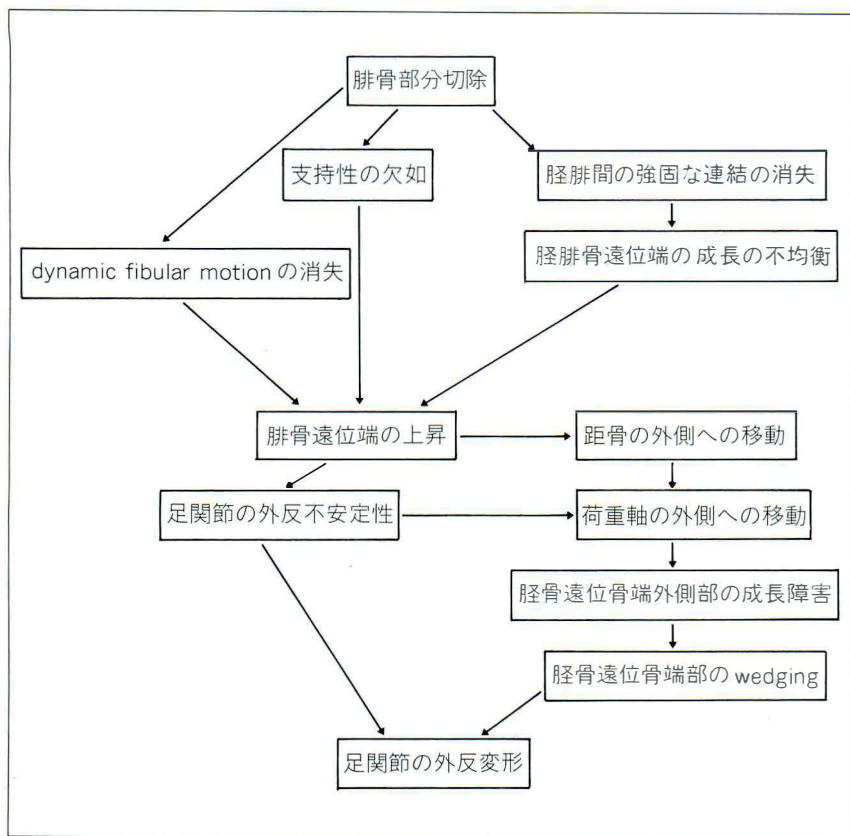 腓骨部分切除
支持性の欠如
脛腓間の強固な連結の消失
dynamic fibular motionの消失
脛腓骨遠位端の成長の不均衡
腓骨遠位端の上昇
距骨の外側への移動
足関節の外反不安定性
荷重軸の外側への移動
脛骨遠位骨端外側部の成長障害
脛骨遠位骨端部のwedging
足関節の外反変形